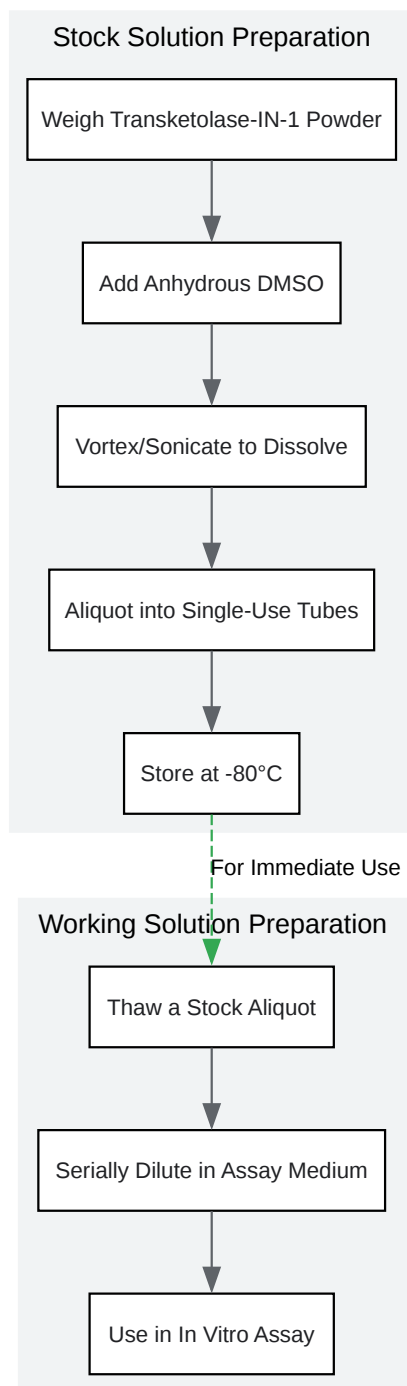 Stock Solution Preparation
Weigh Transketolase-IN-1 Powder
Add Anhydrous DMSO
Vortex/Sonicate to Dissolve
Aliquot into Single-Use Tubes
Store at -80°C
For Immediate Use
Working Solution Preparation
Thaw a Stock Aliquot
Serially Dilute in Assay Medium
Use in In Vitro Assay